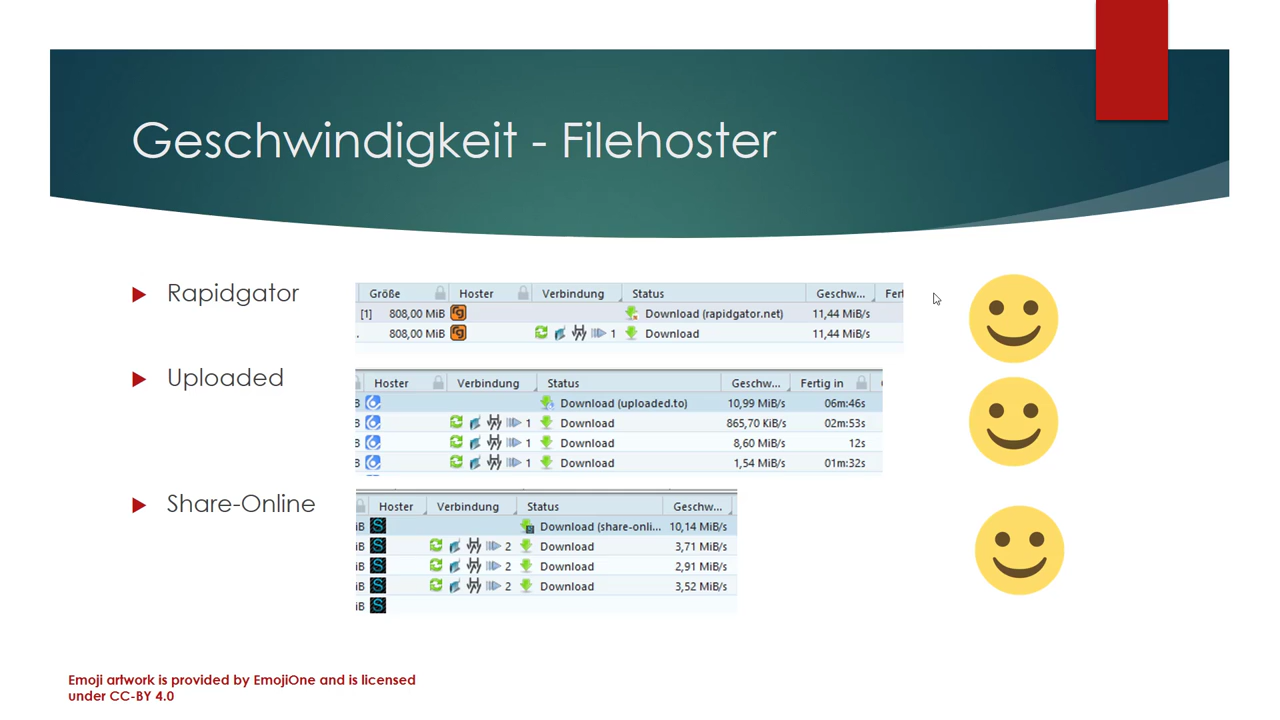 Geschwindigkeit - Filehoster
Rapidgator
Größe Hoster Verbindung Status Geschw... Fert
[1] 808,00 MiB Download (rapidgator.net) 11,44 MiB/s
. 808,00 MiB 1 Download 11,44 MiB/s
Uploaded
Hoster Verbindung Status Geschw... Fertig in
B Download (uploaded.to) 10,99 MiB/s 06m:46s
B 1 Download 865,70 KiB/s 02m:53s
B 1 Download 8,60 MiB/s 12s
B 1 Download 1,54 MiB/s 01m:32s
Share-Online
Hoster Verbindung Status Geschw...
iB Download (share-onli... 10,14 MiB/s
iB 2 Download 3,71 MiB/s
iB 2 Download 2,91 MiB/s
iB 2 Download 3,52 MiB/s
iB
Emoji artwork is provided by EmojiOne and is licensed
under CC-BY 4.0